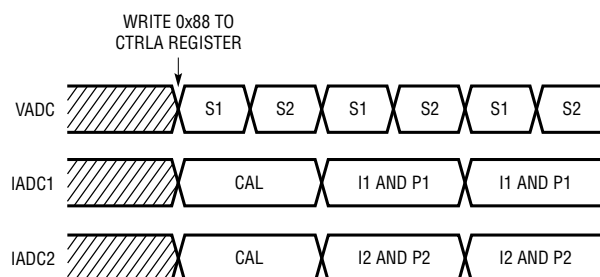 WRITE 0x88 TO
CTRLA REGISTER
VADC S1 S2 S1 S2 S1 S2
IADC1 CAL I1 AND P1 I1 AND P1
IADC2 CAL I2 AND P2 I2 AND P2